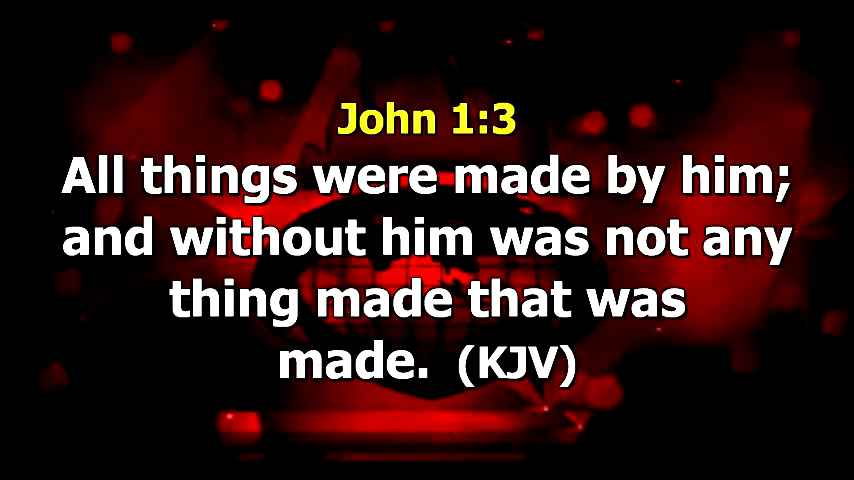 John 1:3
All things were made by him;
and without him was not any
thing made that was
made.  (KJV)